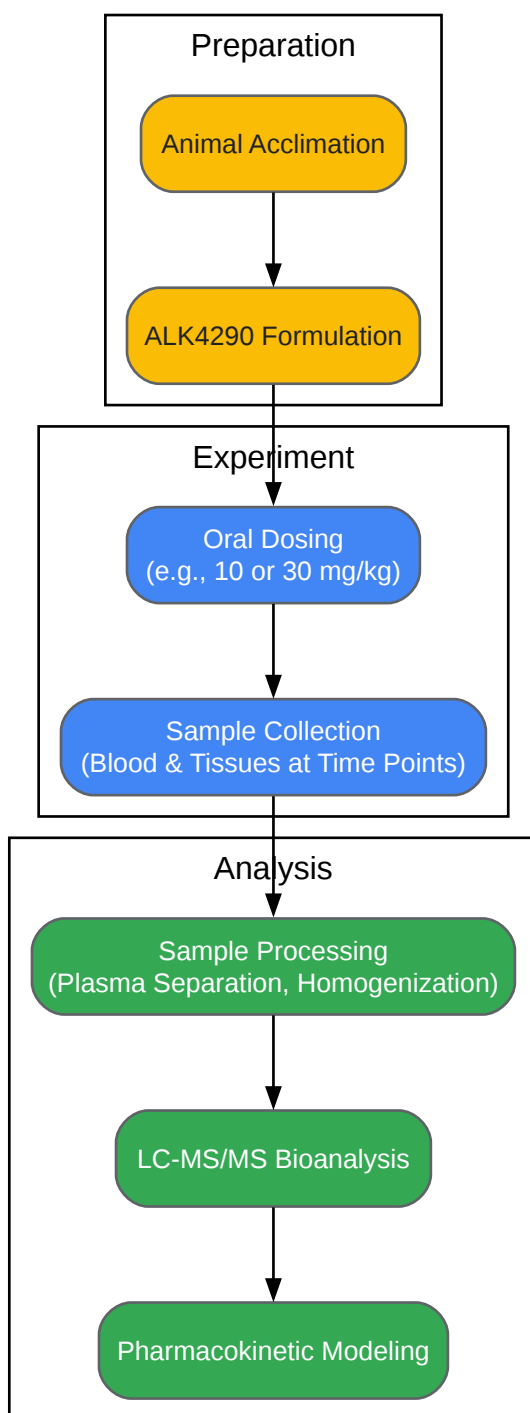 Preparation
Animal Acclimation
ALK4290 Formulation
Experiment
Oral Dosing
(e.g., 10 or 30 mg/kg)
Sample Collection
(Blood & Tissues at Time Points)
Analysis
Sample Processing
(Plasma Separation, Homogenization)
LC-MS/MS Bioanalysis
Pharmacokinetic Modeling